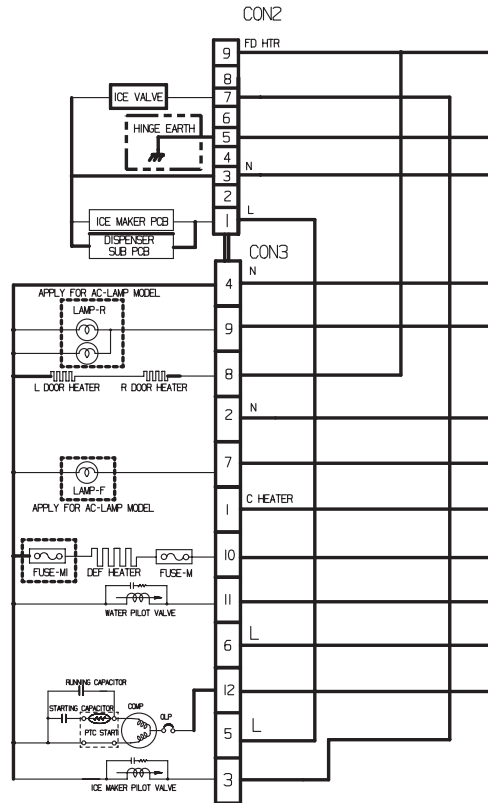 CON2
9 FD HTR
8
ICE VALVE 7
6
HINGE EARTH 5
4
3 N
2
ICE MAKER PCB 1 L
DISPENSER
SUB PCB
CON3
4 N
APPLY FOR AC-LAMP MODEL
LAMP-R
9
8
L DOOR HEATER R DOOR HEATER
2 N
7
LAMP-F
APPLY FOR AC-LAMP MODEL
1 C HEATER
10
FUSE-M1 DEF HEATER FUSE-M
11
WATER PILOT VALVE
6 L
RUNNING CAPACITOR
12
STARTING CAPACITOR COMP OLP
PTC START
5 L
3
ICE MAKER PILOT VALVE